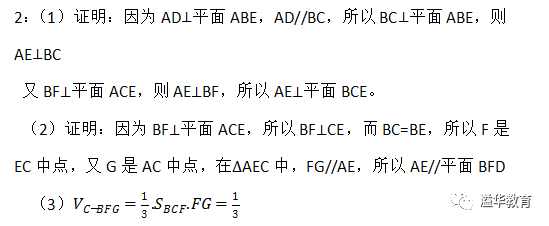 2：（1）证明：因为 AD⊥平面 ABE，AD//BC，所以 BC⊥平面 ABE，则
AE⊥BC
又 BF⊥平面 ACE，则 AE⊥BF，所以 AE⊥平面 BCE。
（2）证明：因为 BF⊥平面 ACE，所以 BF⊥CE，而 BC=BE，所以 F 是
EC 中点，又 G 是 AC 中点，在ΔAEC 中，FG//AE，所以 AE//平面 BFD
（3）V_{C-BFG} = \frac{1}{3}.S_{BCF}.FG = \frac{1}{3}
溢华教育